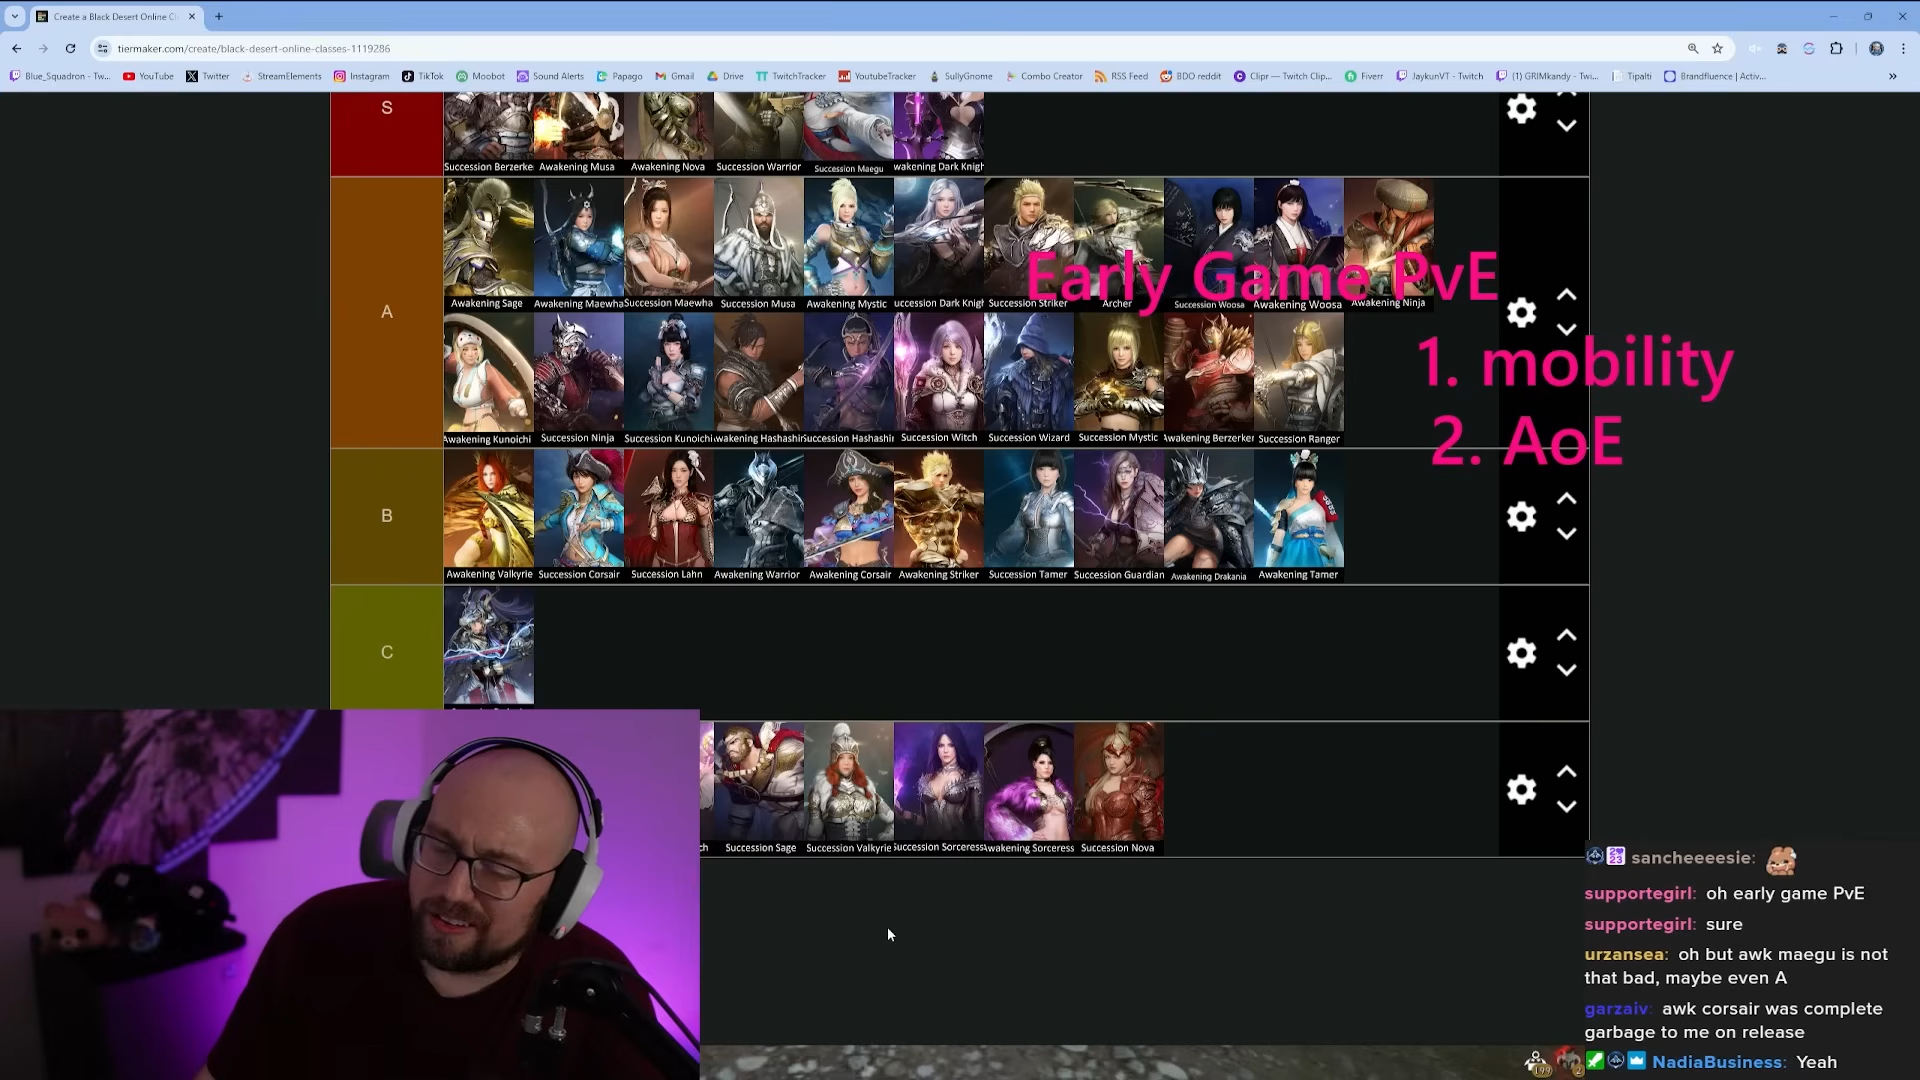 Create a Black Desert Online Cl
tiermaker.com/create/black-desert-online-classes-1119286
Blue_Squadron - Tw...
YouTube
Twitter
StreamElements
Instagram
TikTok
Moobot
Sound Alerts
Papago
Gmail
Drive
TwitchTracker
YoutubeTracker
SullyGnome
Combo Creator
RSS Feed
BDO reddit
Clipr — Twitch Clip...
Fiverr
JaykunVT - Twitch
(1) GRIMkandy - Twi...
Tipalti
Brandfluence | Activ...
S
Succession Berzerke
Awakening Musa
Awakening Nova
Succession Warrior
Succession Maegu
wakening Dark Knigh
A
Awakening Sage
Awakening Maewha
Succession Maewha
Succession Musa
Awakening Mystic
uccession Dark Knigh
Succession Striker
Archer
Succession Woosa
Awakening Woosa
Awakening Ninja
Early Game PvE
1. mobility
2. AoE
Awakening Kunoichi
Succession Ninja
Succession Kunoichi
wakening Hashashin
Succession Hashashin
Succession Witch
Succession Wizard
Succession Mystic
Awakening Berzerker
Succession Ranger
B
Awakening Valkyrie
Succession Corsair
Succession Lahn
Awakening Warrior
Awakening Corsair
Awakening Striker
Succession Tamer
Succession Guardian
Awakening Drakania
Awakening Tamer
C
ch
Succession Sage
Succession Valkyrie
Succession Sorceress
Awakening Sorceress
Succession Nova
sancheeeesie:
supportegirl: oh early game PvE
supportegirl: sure
urzansea: oh but awk maegu is not
that bad, maybe even A
garzaiv: awk corsair was complete
garbage to me on release
NadiaBusiness: Yeah
199
2